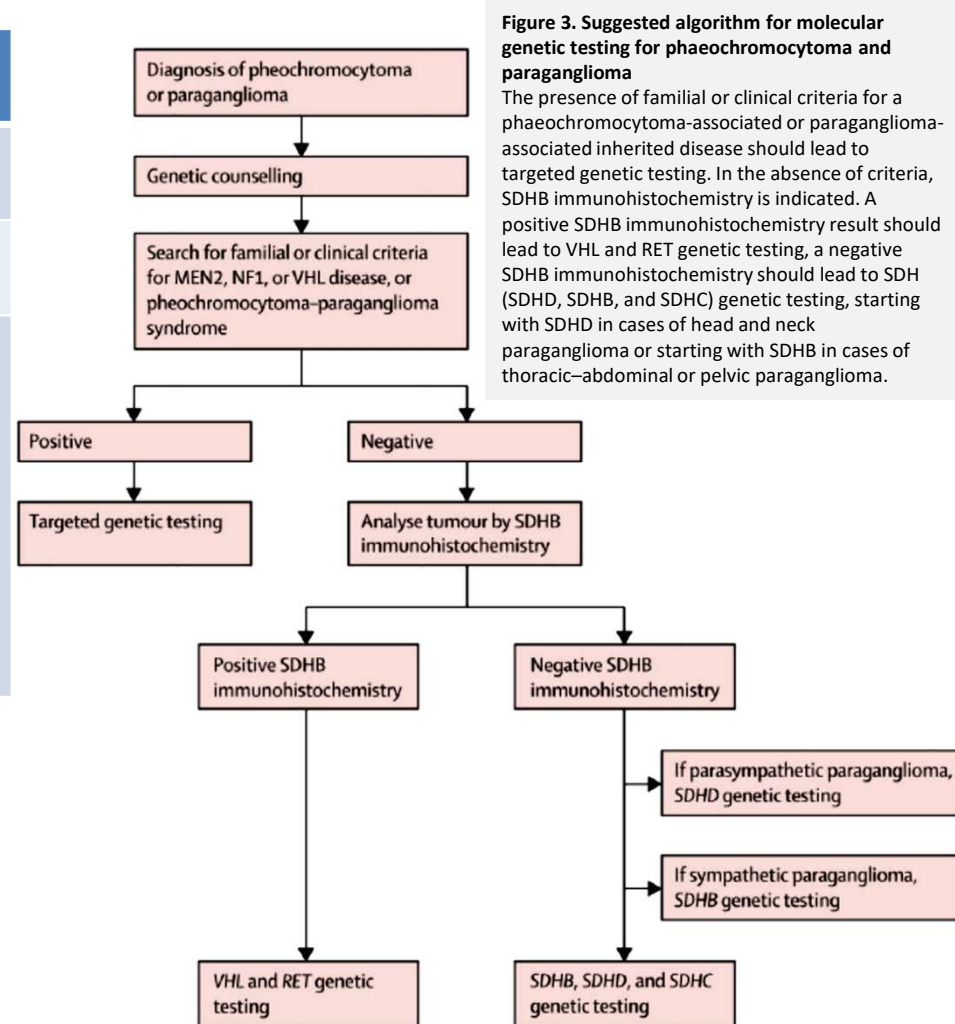 Figure 3. Suggested algorithm for molecular
genetic testing for phaeochromocytoma and
paraganglioma
The presence of familial or clinical criteria for a
phaeochromocytoma-associated or paraganglioma-
associated inherited disease should lead to
targeted genetic testing. In the absence of criteria,
SDHB immunohistochemistry is indicated. A
positive SDHB immunohistochemistry result should
lead to VHL and RET genetic testing, a negative
SDHB immunohistochemistry should lead to SDH
(SDHD, SDHB, and SDHC) genetic testing, starting
with SDHD in cases of head and neck
paraganglioma or starting with SDHB in cases of
thoracic–abdominal or pelvic paraganglioma.
Diagnosis of pheochromocytoma
or paraganglioma
Genetic counselling
Search for familial or clinical criteria
for MEN2, NF1, or VHL disease, or
pheochromocytoma–paraganglioma
syndrome
Positive
Negative
Targeted genetic testing
Analyse tumour by SDHB
immunohistochemistry
Positive SDHB
immunohistochemistry
Negative SDHB
immunohistochemistry
If parasympathetic paraganglioma,
SDHD genetic testing
If sympathetic paraganglioma,
SDHB genetic testing
VHL and RET genetic
testing
SDHB, SDHD, and SDHC
genetic testing